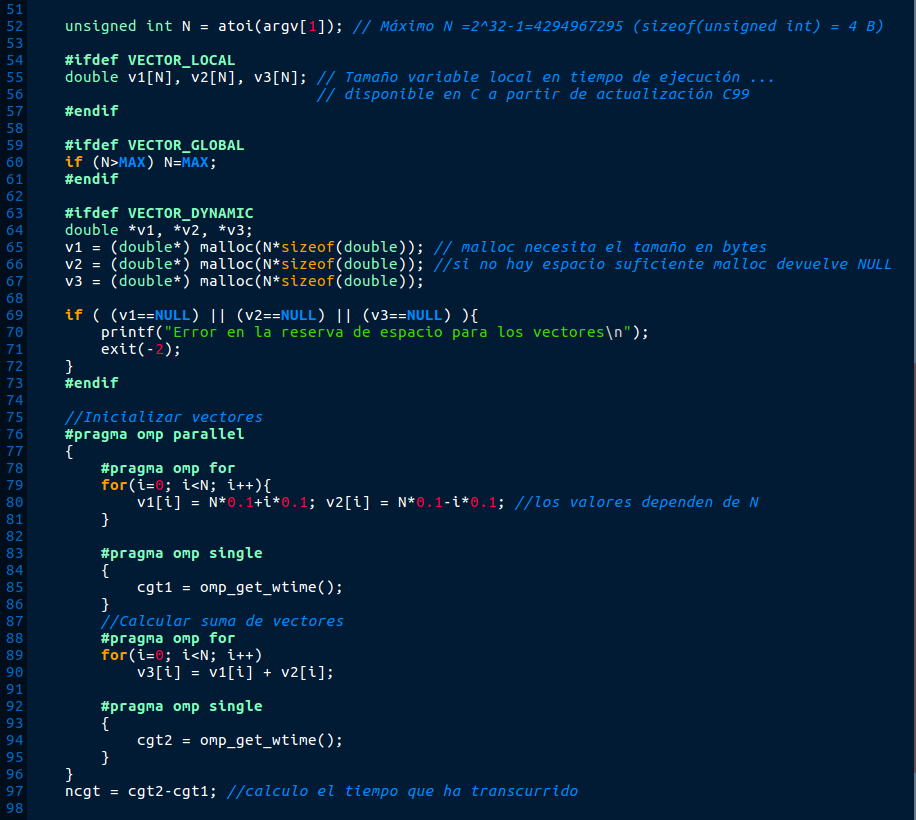 51
52 unsigned int N = atoi(argv[1]); // Máximo N =2^32-1=4294967295 (sizeof(unsigned int) = 4 B)
53
54 #ifdef VECTOR_LOCAL
55 double v1[N], v2[N], v3[N]; // Tamaño variable local en tiempo de ejecución ...
56 // disponible en C a partir de actualización C99
57 #endif
58
59 #ifdef VECTOR_GLOBAL
60 if (N>MAX) N=MAX;
61 #endif
62
63 #ifdef VECTOR_DYNAMIC
64 double *v1, *v2, *v3;
65 v1 = (double*) malloc(N*sizeof(double)); // malloc necesita el tamaño en bytes
66 v2 = (double*) malloc(N*sizeof(double)); //si no hay espacio suficiente malloc devuelve NULL
67 v3 = (double*) malloc(N*sizeof(double));
68
69 if ( (v1==NULL) || (v2==NULL) || (v3==NULL) ){
70 printf("Error en la reserva de espacio para los vectores\n");
71 exit(-2);
72 }
73 #endif
74
75 //Inicializar vectores
76 #pragma omp parallel
77 {
78 #pragma omp for
79 for(i=0; i<N; i++){
80 v1[i] = N*0.1+i*0.1; v2[i] = N*0.1-i*0.1; //los valores dependen de N
81 }
82
83 #pragma omp single
84 {
85 cgt1 = omp_get_wtime();
86 }
87 //Calcular suma de vectores
88 #pragma omp for
89 for(i=0; i<N; i++)
90 v3[i] = v1[i] + v2[i];
91
92 #pragma omp single
93 {
94 cgt2 = omp_get_wtime();
95 }
96 }
97 ncgt = cgt2-cgt1; //calculo el tiempo que ha transcurrido
98